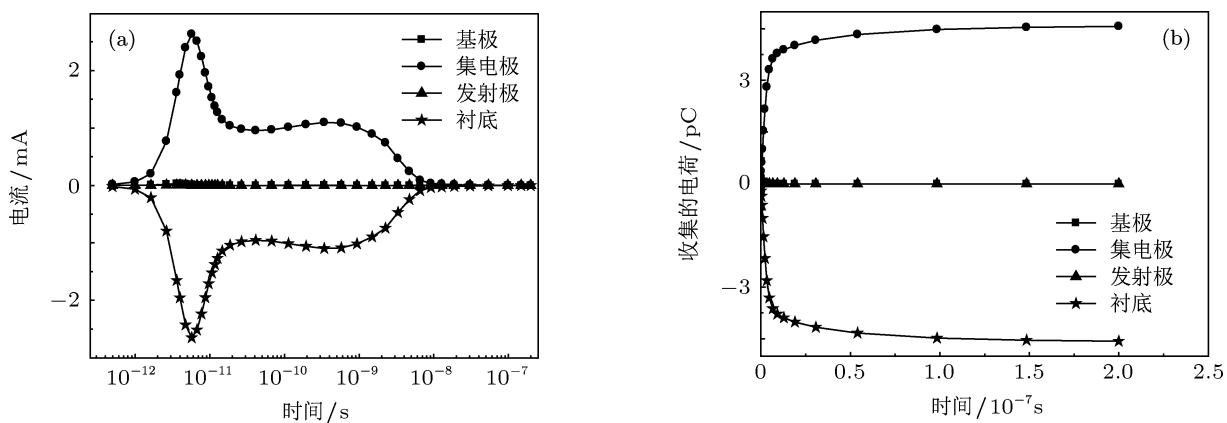 (a)
基极
集电极
发射极
衬底
2
0
−2
电流/mA
10⁻¹² 10⁻¹¹ 10⁻¹⁰ 10⁻⁹ 10⁻⁸ 10⁻⁷
时间/s
(b)
3
0
−3
收集的电荷/pC
基极
集电极
发射极
衬底
0 0.5 1.0 1.5 2.0 2.5
时间/10⁻⁷s